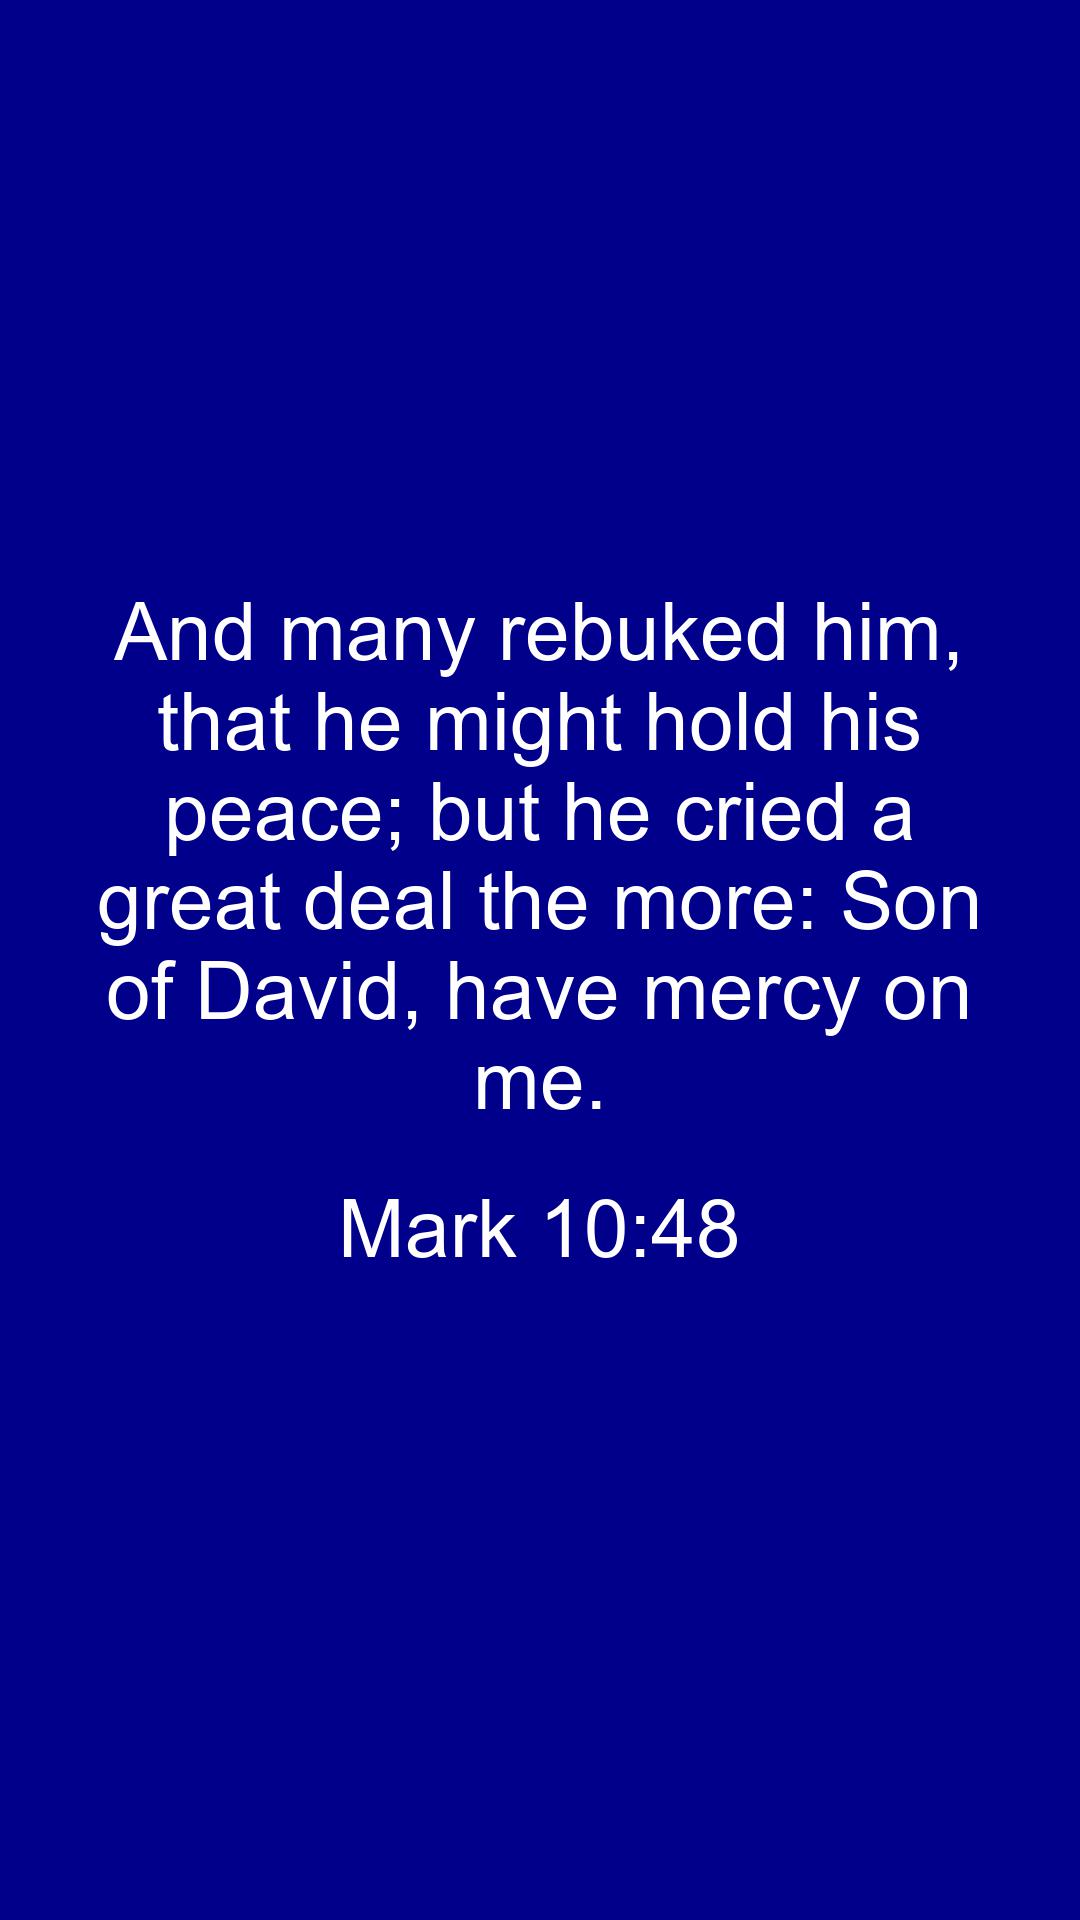 And many rebuked him,
that he might hold his
peace; but he cried a
great deal the more: Son
of David, have mercy on
me.
Mark 10:48